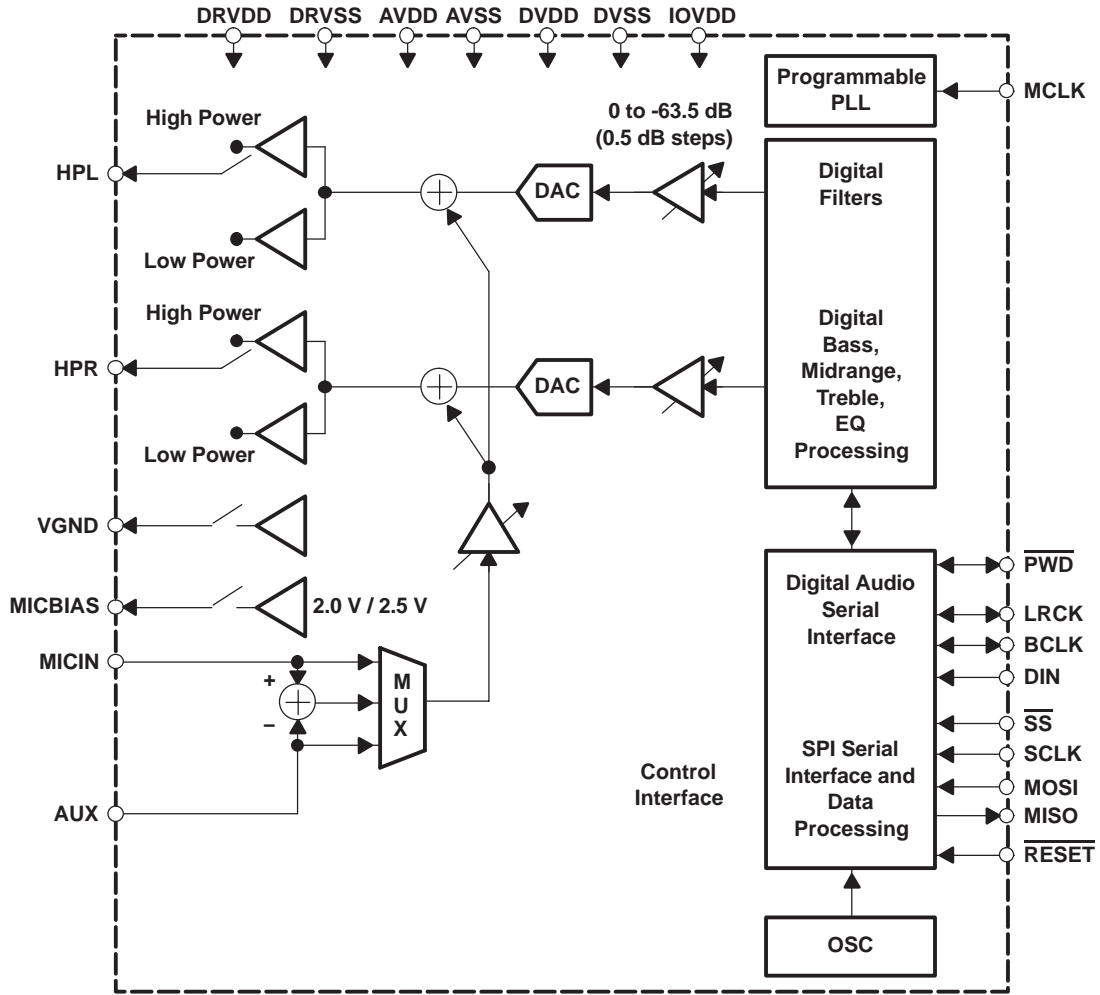 DRVDD DRVSS AVDD AVSS DVDD DVSS IOVDD
Programmable
PLL
MCLK
0 to -63.5 dB
(0.5 dB steps)
High Power
HPL
DAC
Digital
Filters
Low Power
High Power
HPR
DAC
Digital
Bass,
Midrange,
Treble,
EQ
Processing
Low Power
VGND
MICBIAS
2.0 V / 2.5 V
MICIN
+
−
M
U
X
AUX
Digital Audio
Serial
Interface
PWD
LRCK
BCLK
DIN
SS
SCLK
MOSI
MISO
RESET
SPI Serial
Interface and
Data
Processing
Control
Interface
OSC